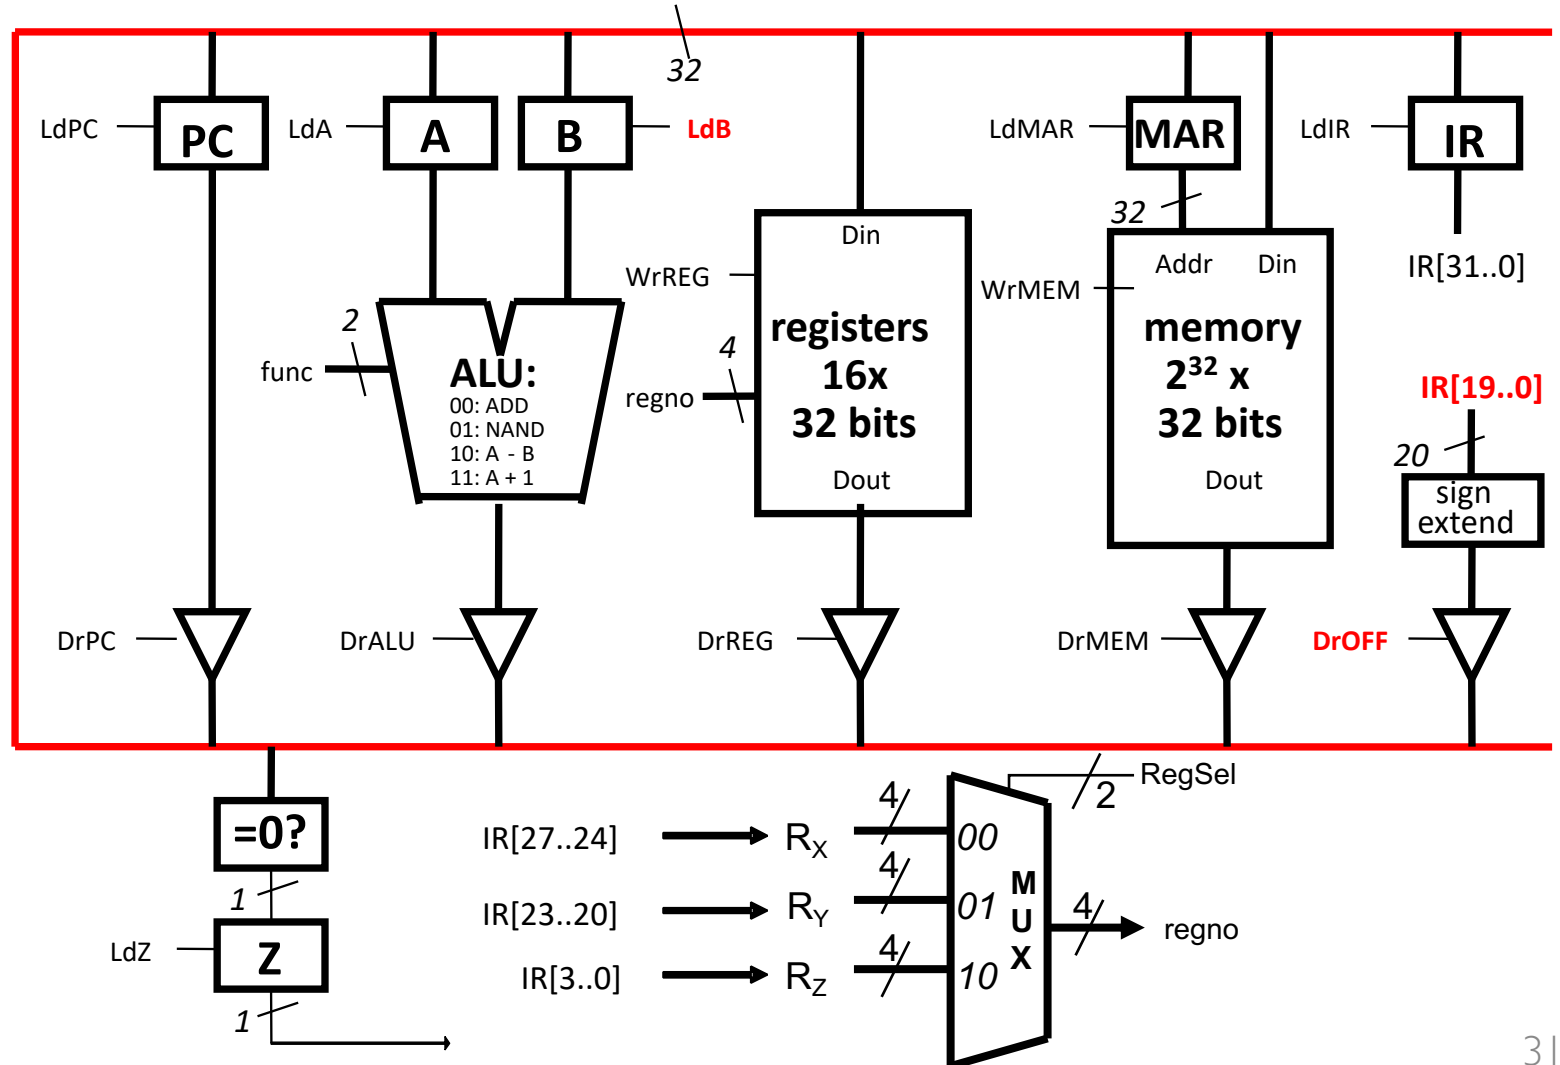 32
LdPC
PC
LdA
A
B
LdB
LdMAR
MAR
LdIR
IR
32
Din
WrREG
registers
16x
32 bits
Dout
4
regno
Addr Din
WrMEM
memory
2³² x
32 bits
Dout
IR[31..0]
2
func
ALU:
00: ADD
01: NAND
10: A - B
11: A + 1
IR[19..0]
20
sign
extend
DrPC
DrALU
DrREG
DrMEM
DrOFF
=0?
1
LdZ
Z
1
IR[27..24]
R_X
4
00
IR[23..20]
R_Y
4
01
IR[3..0]
R_Z
4
10
M
U
X
RegSel
2
4
regno
31